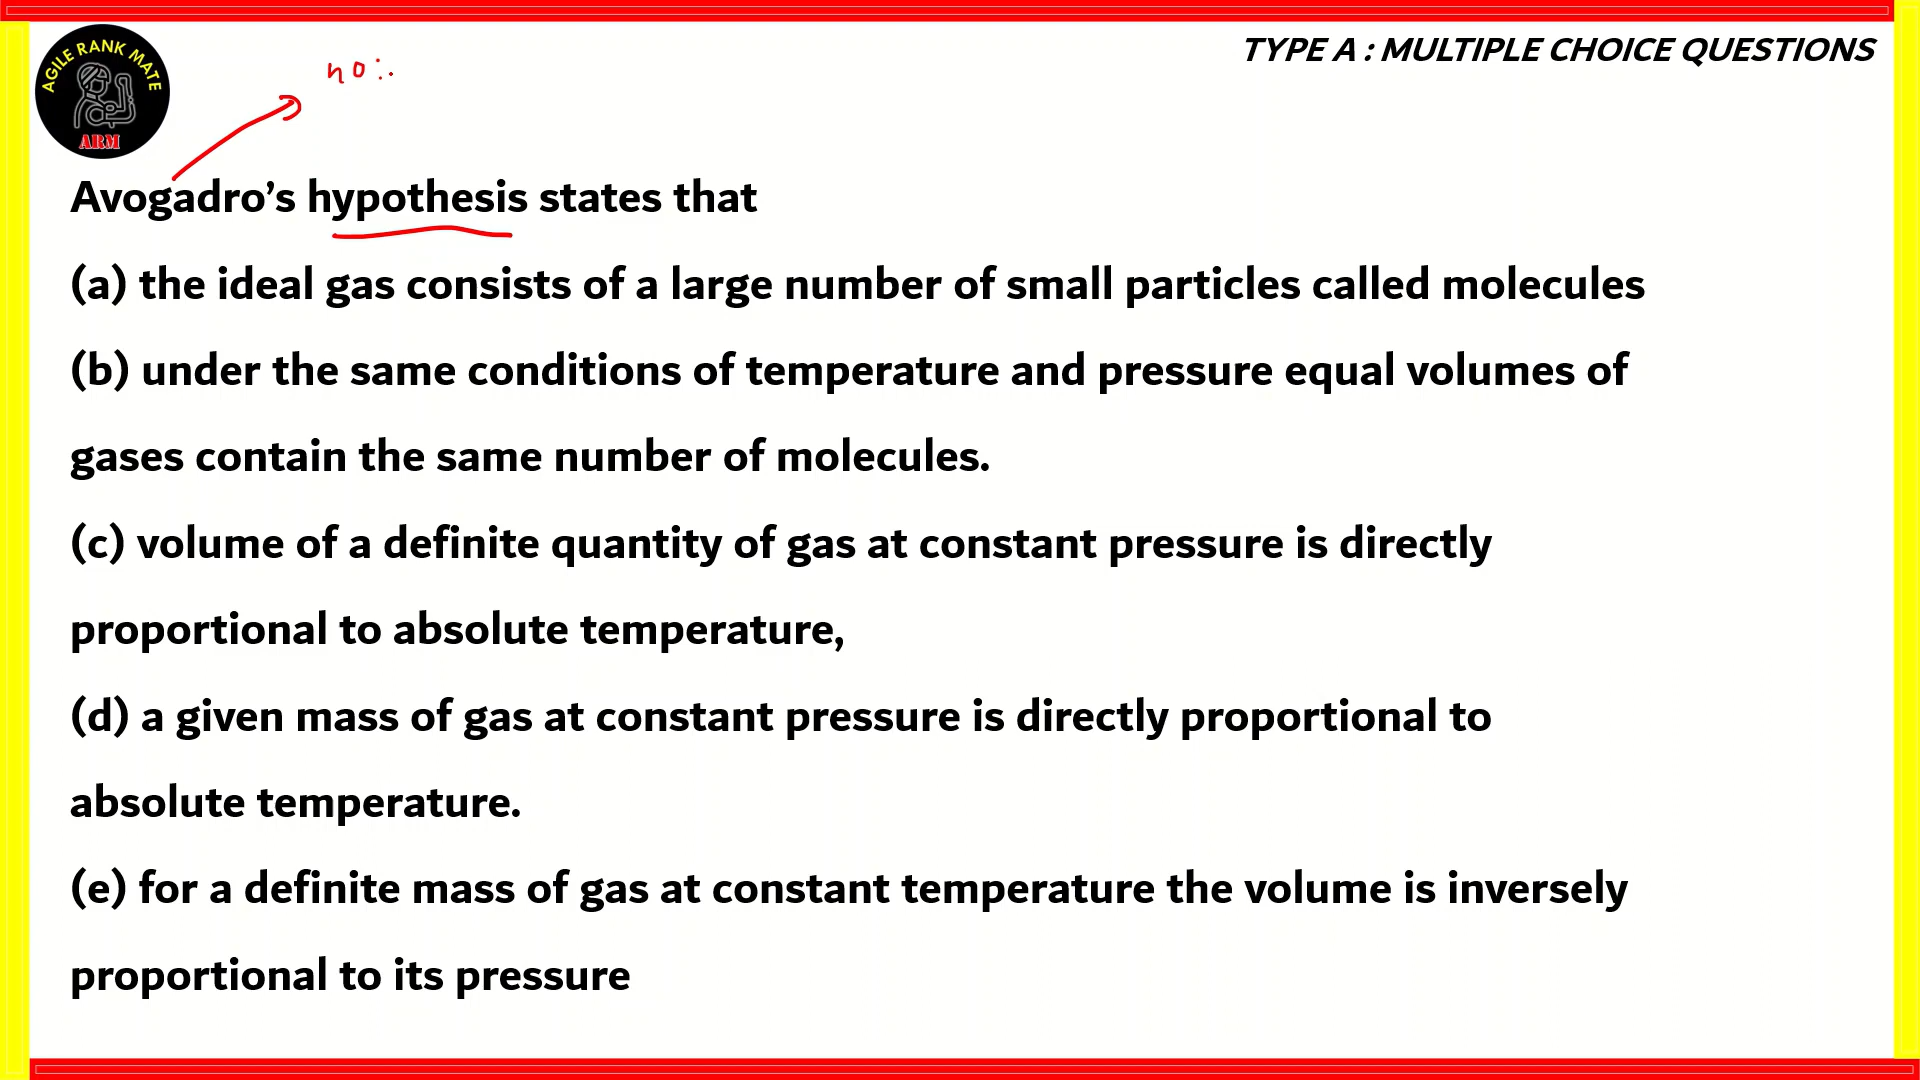 AGILE RANK MATE
ARM
no:.
TYPE A : MULTIPLE CHOICE QUESTIONS
Avogadro’s hypothesis states that
(a) the ideal gas consists of a large number of small particles called molecules
(b) under the same conditions of temperature and pressure equal volumes of
gases contain the same number of molecules.
(c) volume of a definite quantity of gas at constant pressure is directly
proportional to absolute temperature,
(d) a given mass of gas at constant pressure is directly proportional to
absolute temperature.
(e) for a definite mass of gas at constant temperature the volume is inversely
proportional to its pressure